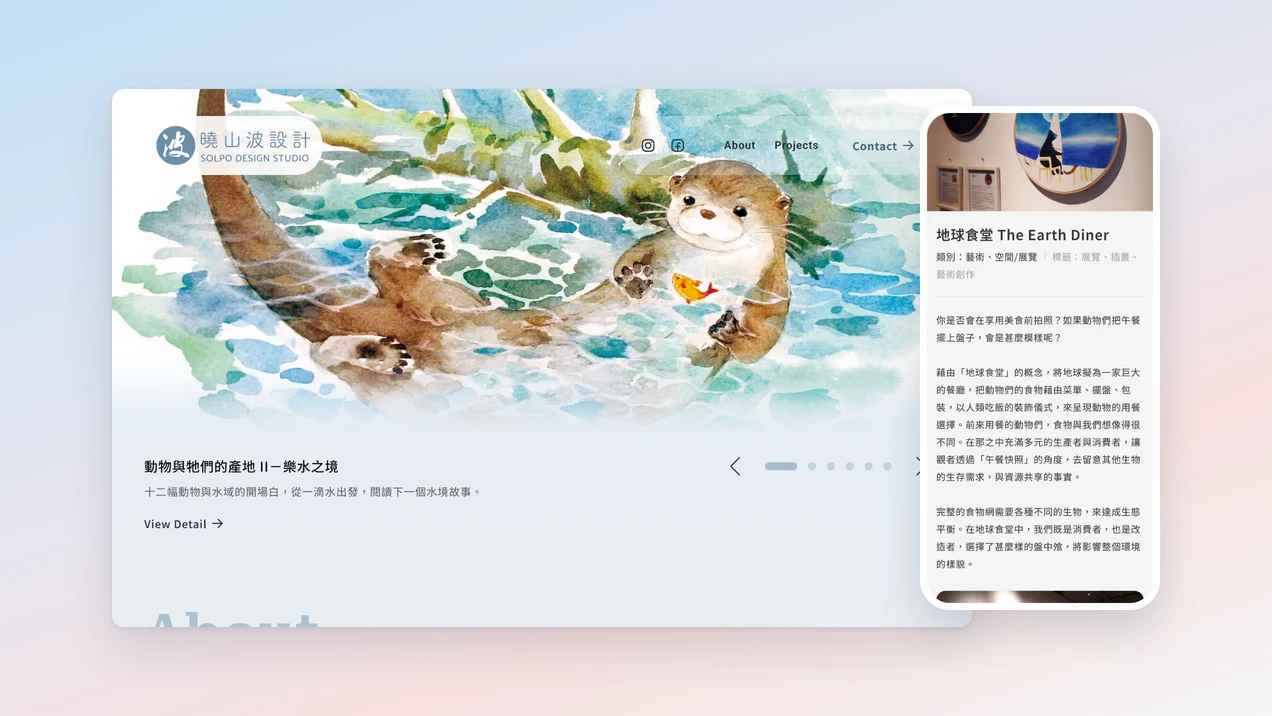 波
曉山波設計
SOLPO DESIGN STUDIO
About
Projects
Contact
動物與牠們的產地 II－樂水之境
十二幅動物與水域的開場白，從一滴水出發，閱讀下一個水境故事。
View Detail
About
地球食堂 The Earth Diner
類別：藝術、空間/展覽 | 標籤：展覽、插畫、
藝術創作
你是否會在享用美食前拍照？如果動物們把午餐
擺上盤子，會是甚麼模樣呢？
藉由「地球食堂」的概念，將地球擬為一家巨大
的餐廳，把動物們的食物藉由菜單、擺盤、包
裝，以人類吃飯的裝飾儀式，來呈現動物的用餐
選擇。前來用餐的動物們，食物與我們想像得很
不同。在那之中充滿多元的生產者與消費者，讓
觀者透過「午餐快照」的角度，去留意其他生物
的生存需求，與資源共享的事實。
完整的食物網需要各種不同的生物，來達成生態
平衡。在地球食堂中，我們既是消費者，也是改
造者，選擇了甚麼樣的盤中飧，將影響整個環境
的樣貌。